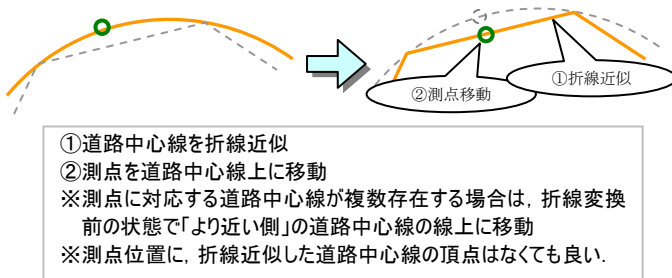 ②測点移動
①折線近似
①道路中心線を折線近似
②測点を道路中心線上に移動
※測点に対応する道路中心線が複数存在する場合は，折線変換
前の状態で「より近い側」の道路中心線の線上に移動
※測点位置に，折線近似した道路中心線の頂点はなくても良い．